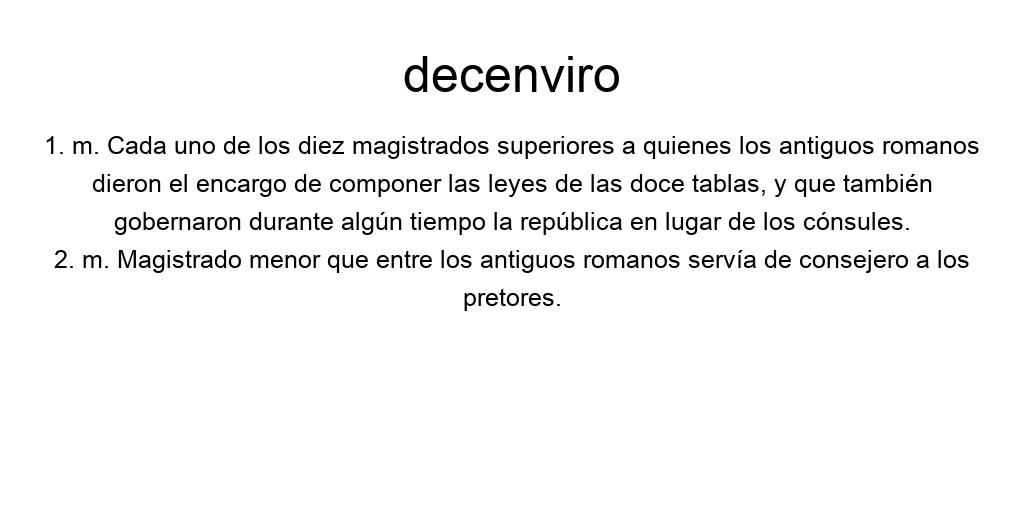 decenviro
1. m. Cada uno de los diez magistrados superiores a quienes los antiguos romanos
dieron el encargo de componer las leyes de las doce tablas, y que también
gobernaron durante algún tiempo la república en lugar de los cónsules.
2. m. Magistrado menor que entre los antiguos romanos servía de consejero a los
pretores.